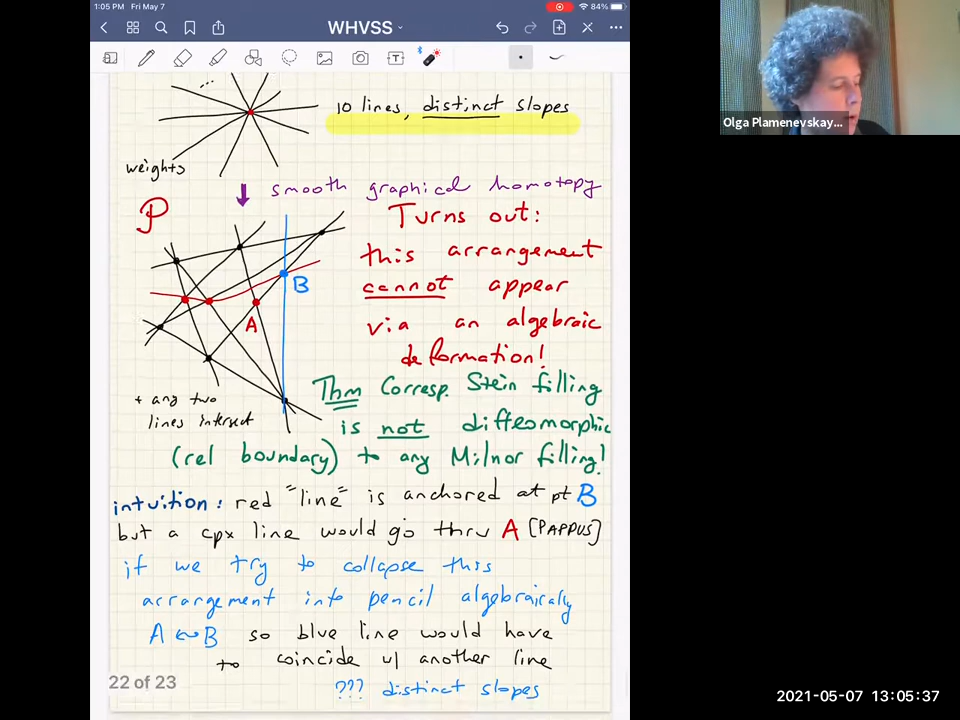 1:05 PM Fri May 7
84%
WHVSS
10 lines, distinct slopes
weights
smooth graphical homotopy
P
Turns out:
this arrangement
cannot appear
via an algebraic
deformation!
B
A
+ any two
lines intersect
Thm Corresp. Stein filling
is not diffeomorphic
(rel boundary) to any Milnor filling!
intuition: red "line" is anchored at pt B
but a cpx line would go thru A [PAPPUS]
if we try to collapse this
arrangement into pencil algebraically
A ↔ B so blue line would have
to coincide w/ another line
??? distinct slopes
22 of 23
Olga Plamenevskay...
2021-05-07 13:05:37